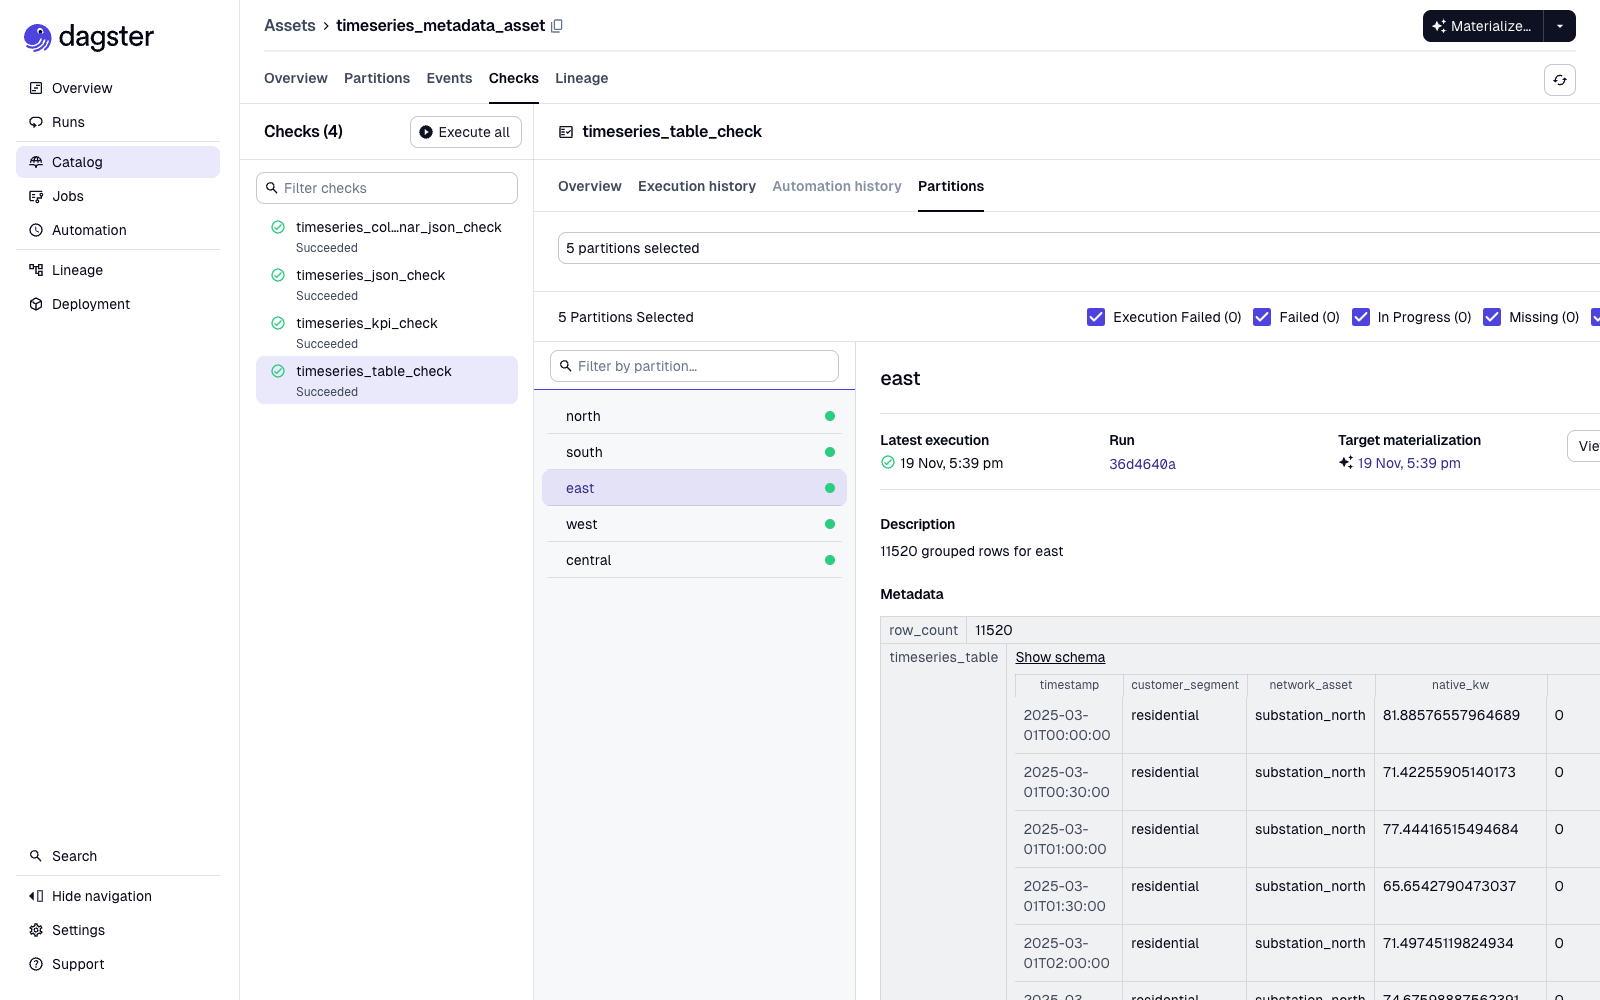 dagster
Overview
Runs
Catalog
Jobs
Automation
Lineage
Deployment
Search
Hide navigation
Settings
Support
Assets › timeseries_metadata_asset
Materialize...
Overview Partitions Events Checks Lineage
Checks (4)
Execute all
Filter checks
timeseries_col...nar_json_check
Succeeded
timeseries_json_check
Succeeded
timeseries_kpi_check
Succeeded
timeseries_table_check
Succeeded
timeseries_table_check
Overview Execution history Automation history Partitions
5 partitions selected
5 Partitions Selected
Execution Failed (0) Failed (0) In Progress (0) Missing (0)
Filter by partition...
north
south
east
west
central
east
Latest execution Run Target materialization
19 Nov, 5:39 pm 36d4640a 19 Nov, 5:39 pm
Vie
Description
11520 grouped rows for east
Metadata
row_count 11520
timeseries_table Show schema
timestamp customer_segment network_asset native_kw
2025-03-01T00:00:00 residential substation_north 81.88576557964689 0
2025-03-01T00:30:00 residential substation_north 71.42255905140173 0
2025-03-01T01:00:00 residential substation_north 77.44416515494684 0
2025-03-01T01:30:00 residential substation_north 65.6542790473037 0
2025-03-01T02:00:00 residential substation_north 71.49745119824934 0